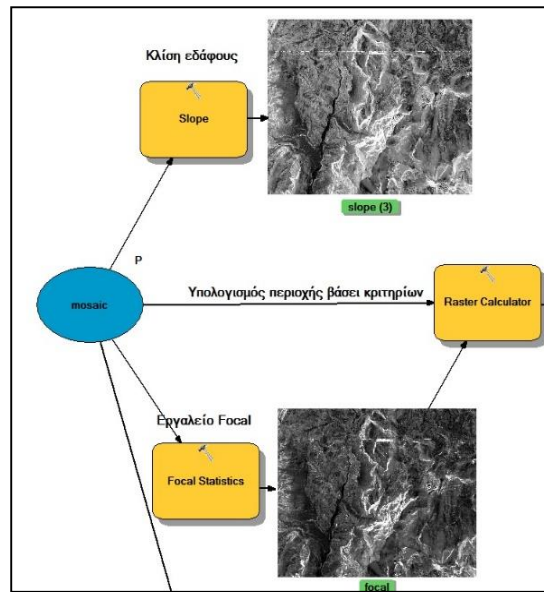 Κλίση εδάφους
Slope
slope (3)
P
mosaic
Υπολογισμός περιοχής βάσει κριτηρίων
Raster Calculator
Εργαλείο Focal
Focal Statistics
focal